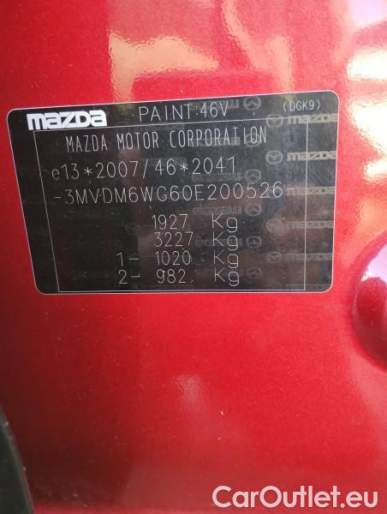 mazda PAINT:46V (DGK9)
MAZDA MOTOR CORPORATION
e13*2007/46*2041
-3MVDM6WG60E200526-
1927 Kg
3227 Kg
1- 1020 Kg
2- 982 Kg
CarOutlet.eu